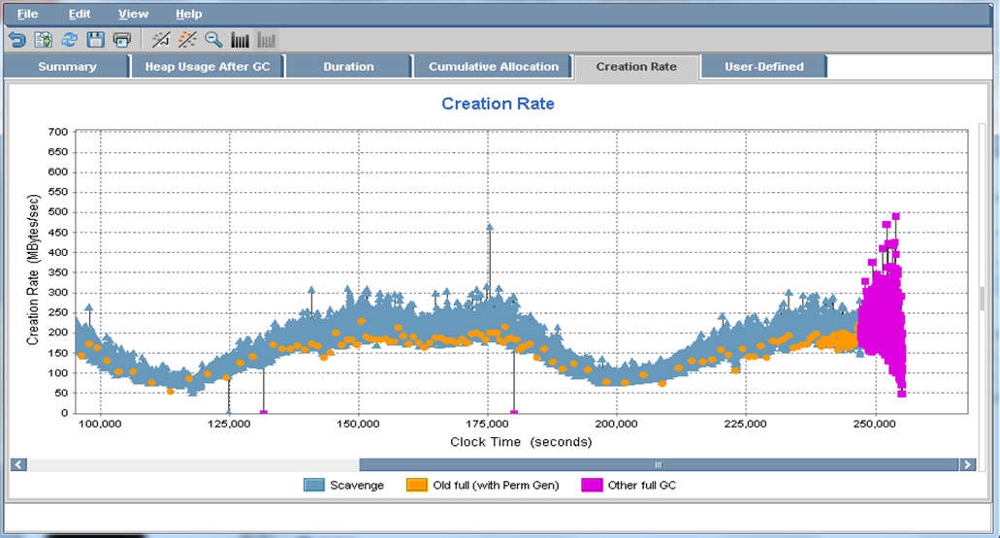 File Edit View Help
Summary Heap Usage After GC Duration Cumulative Allocation Creation Rate User-Defined
Creation Rate
700
650
600
550
500
450
400
350
300
250
200
150
100
50
0
Creation Rate (MBytes/sec)
100,000 125,000 150,000 175,000 200,000 225,000 250,000
Clock Time (seconds)
Scavenge Old full (with Perm Gen) Other full GC